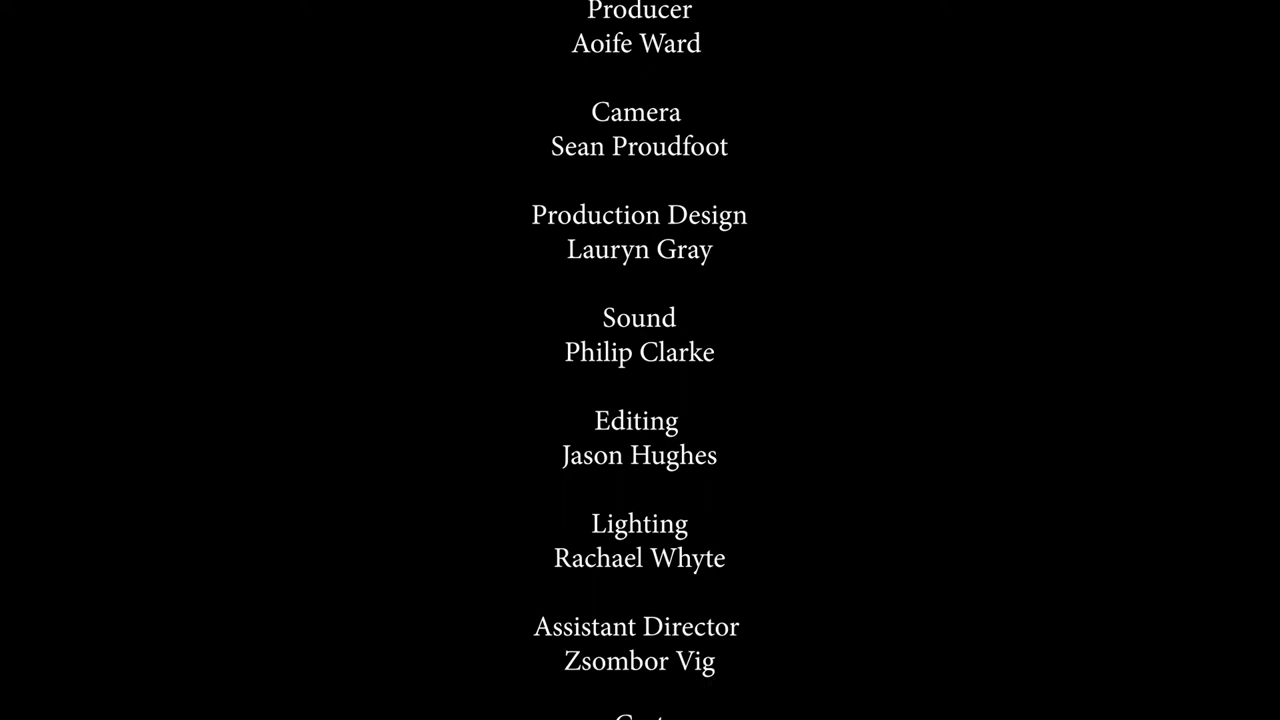 Producer
Aoife Ward
Camera
Sean Proudfoot
Production Design
Lauryn Gray
Sound
Philip Clarke
Editing
Jason Hughes
Lighting
Rachael Whyte
Assistant Director
Zsombor Vig